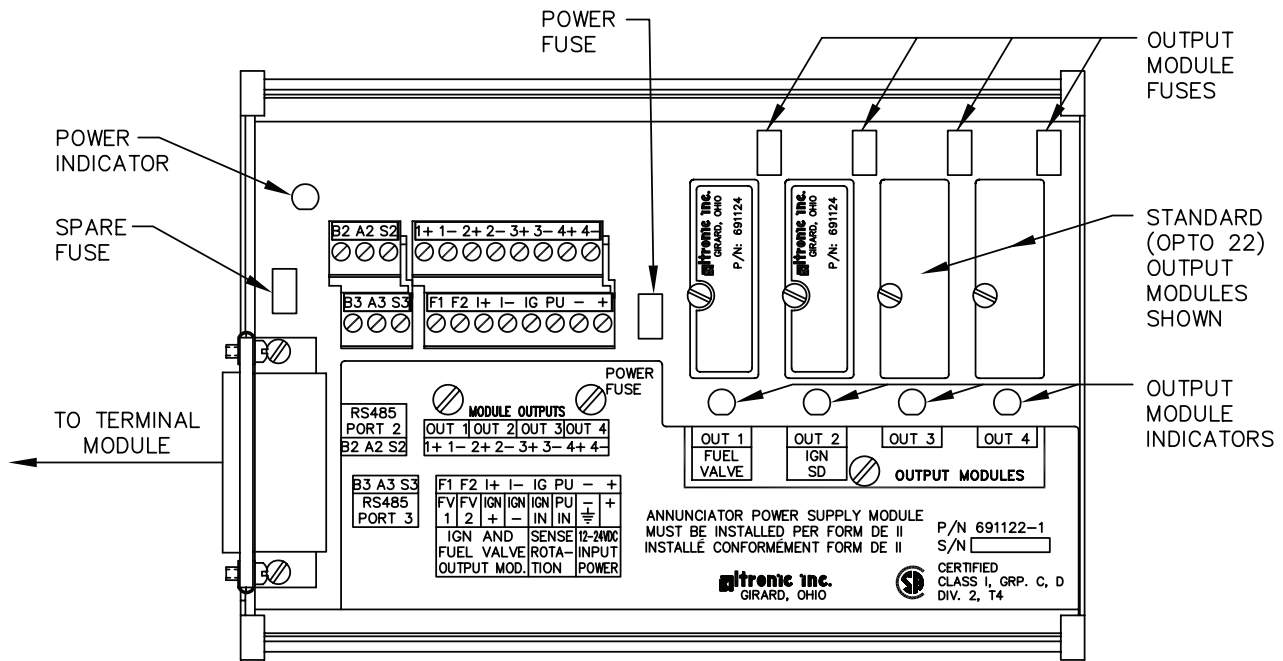 POWER
FUSE
OUTPUT
MODULE
FUSES
POWER
INDICATOR
SPARE
FUSE
B2 A2 S2
1+ 1- 2+ 2- 3+ 3- 4+ 4-
B3 A3 S3
F1 F2 I+ I- IG PU - +
altronic inc.
GIRARD, OHIO
P/N: 691124
altronic inc.
GIRARD, OHIO
P/N: 691124
STANDARD
(OPTO 22)
OUTPUT
MODULES
SHOWN
POWER
FUSE
OUTPUT
MODULE
INDICATORS
TO TERMINAL
MODULE
RS485
PORT 2
B2 A2 S2
MODULE OUTPUTS
OUT 1 OUT 2 OUT 3 OUT 4
1+ 1- 2+ 2- 3+ 3- 4+ 4-
OUT 1
FUEL
VALVE
OUT 2
IGN
SD
OUT 3
OUT 4
OUTPUT MODULES
B3 A3 S3
RS485
PORT 3
F1 F2 I+ I- IG PU - +
FV FV IGN IGN IGN PU - +
1 2 + - IN IN
IGN AND
FUEL VALVE
OUTPUT MOD.
SENSE
ROTA-
TION
12-24VDC
INPUT
POWER
ANNUNCIATOR POWER SUPPLY MODULE
MUST BE INSTALLED PER FORM DE II
INSTALLÉ CONFORMÉMENT FORM DE II
P/N 691122-1
S/N
altronic inc.
GIRARD, OHIO
CERTIFIED
CLASS I, GRP. C, D
DIV. 2, T4